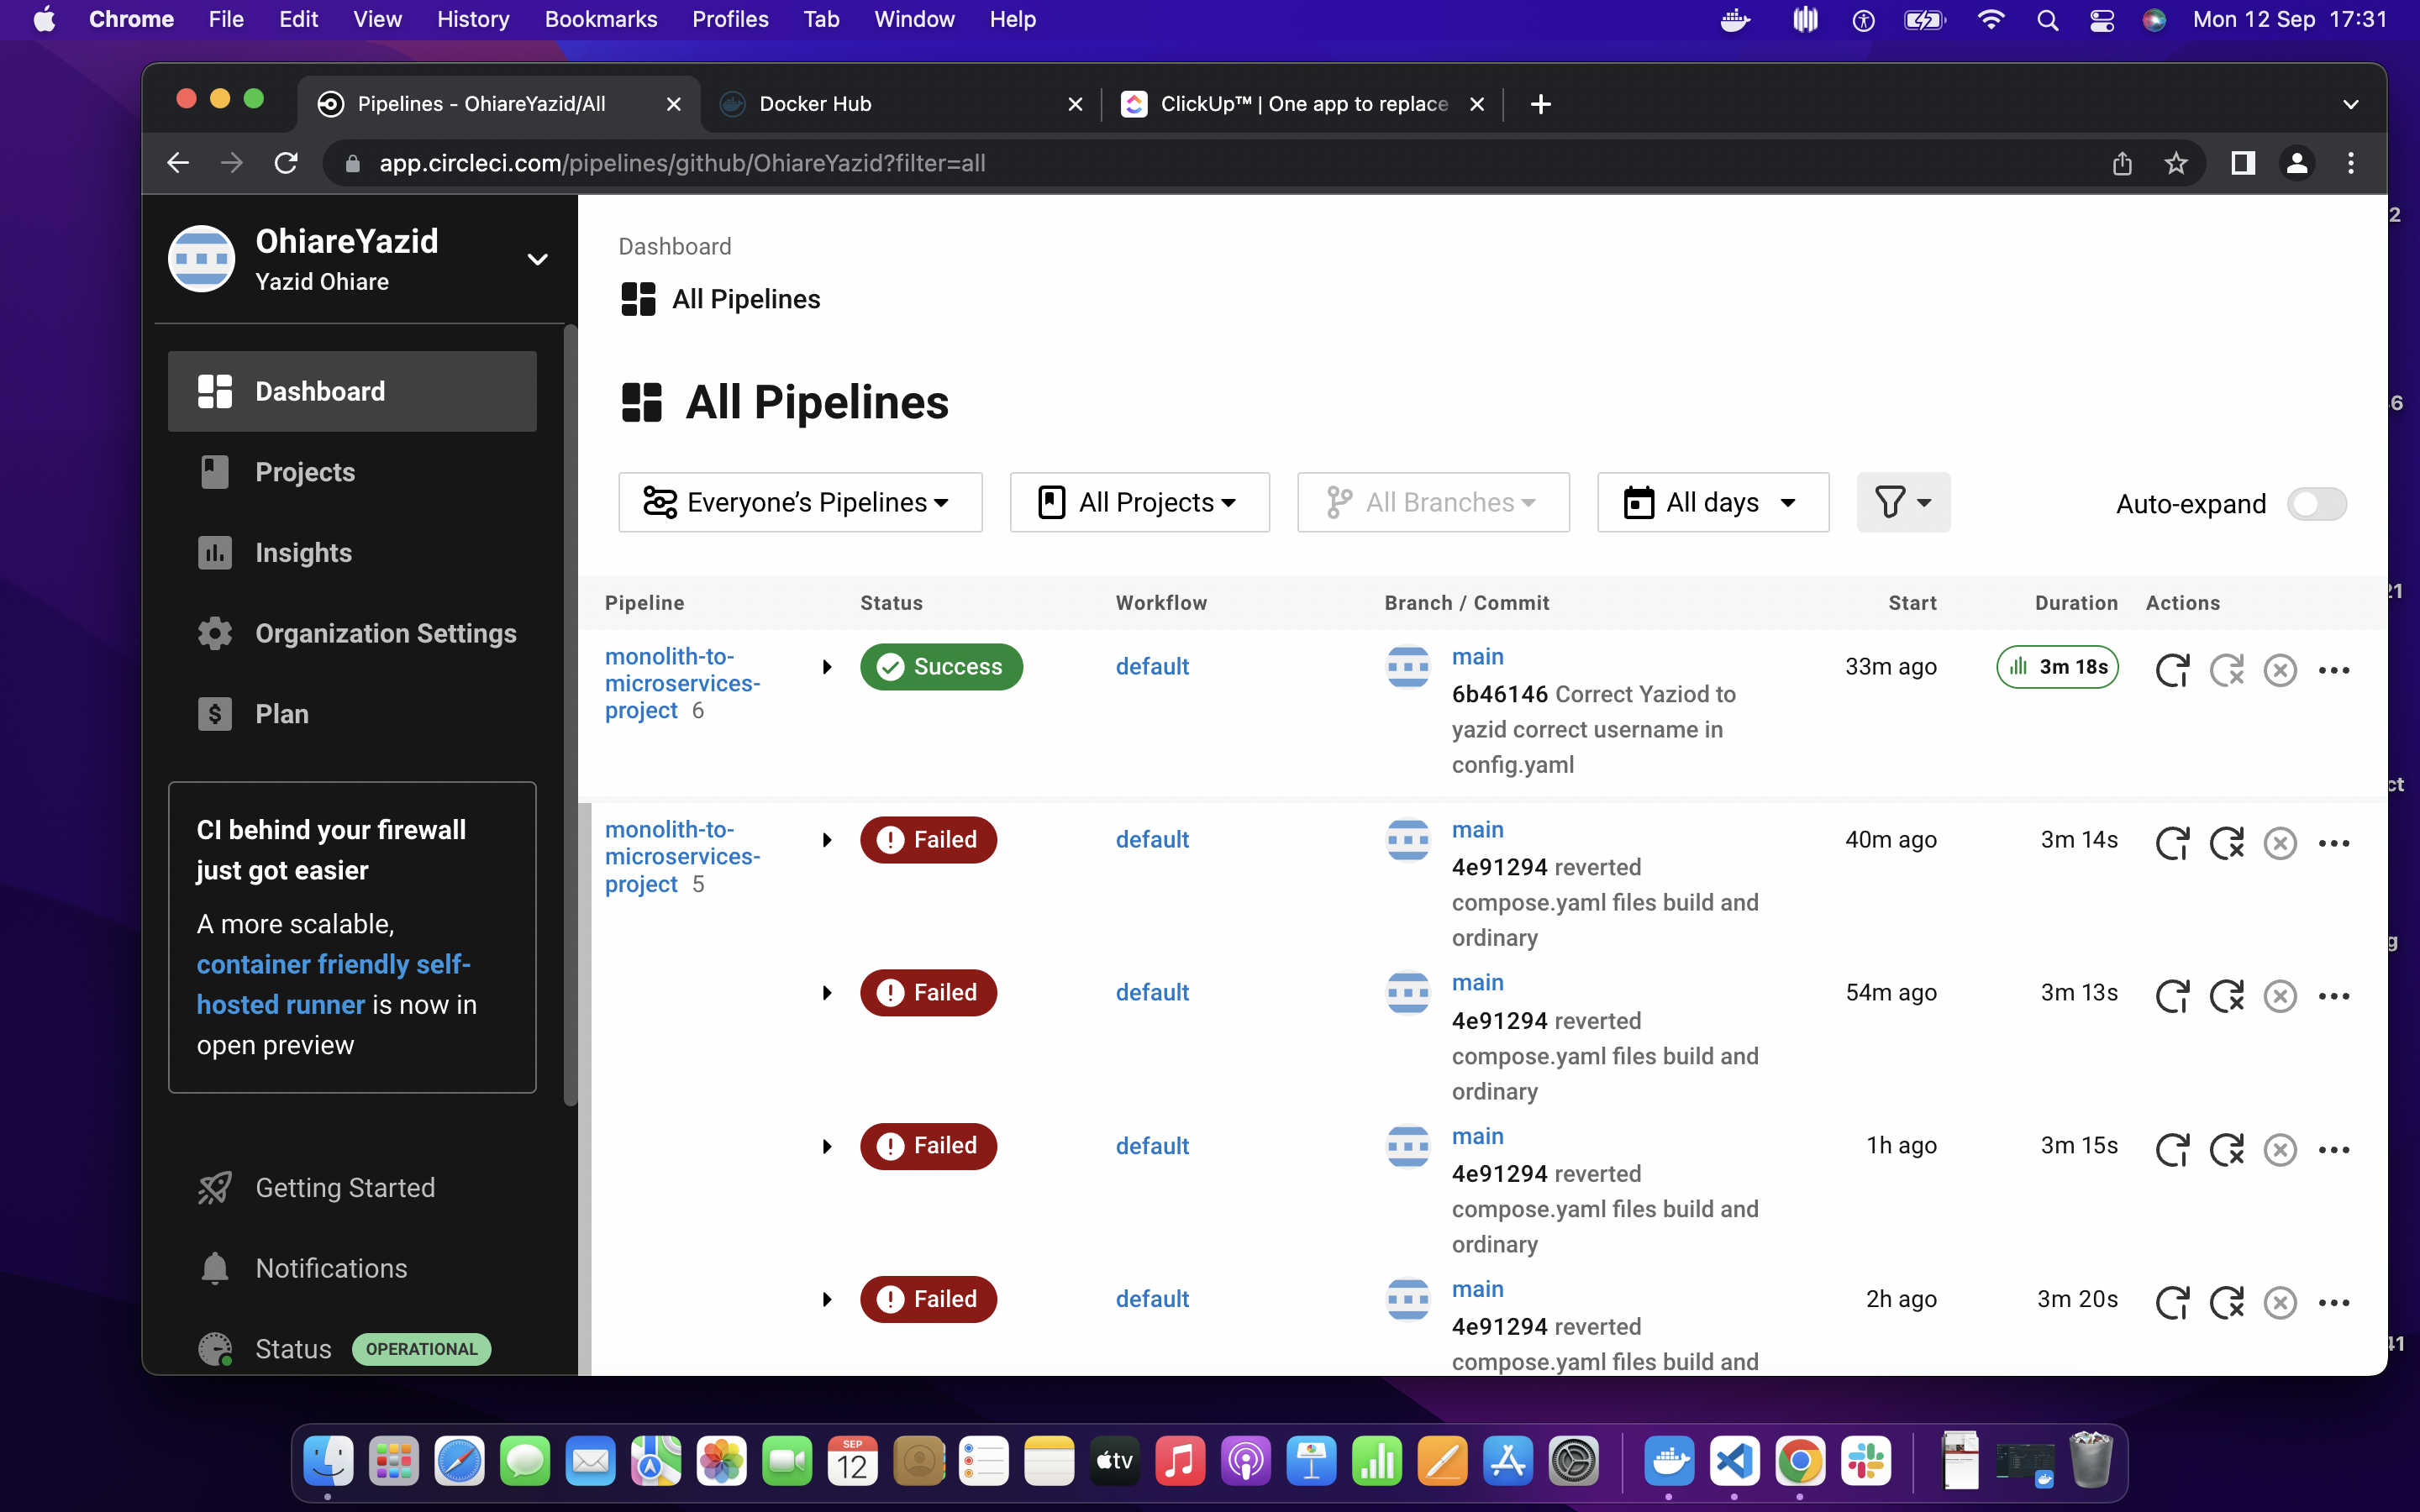 Chrome File Edit View History Bookmarks Profiles Tab Window Help Mon 12 Sep 17:31
Pipelines - OhiareYazid/All Docker Hub ClickUp™ | One app to replace
app.circleci.com/pipelines/github/OhiareYazid?filter=all
OhiareYazid
Yazid Ohiare
Dashboard
Projects
Insights
Organization Settings
Plan
CI behind your firewall
just got easier
A more scalable,
container friendly self-
hosted runner is now in
open preview
Getting Started
Notifications
Status OPERATIONAL
Dashboard
All Pipelines
All Pipelines
Everyone's Pipelines All Projects All Branches All days Auto-expand
Pipeline Status Workflow Branch / Commit Start Duration Actions
monolith-to-
microservices-
project 6
Success default main 33m ago 3m 18s
6b46146 Correct Yaziod to
yazid correct username in
config.yaml
monolith-to-
microservices-
project 5
Failed default main 40m ago 3m 14s
4e91294 reverted
compose.yaml files build and
ordinary
Failed default main 54m ago 3m 13s
4e91294 reverted
compose.yaml files build and
ordinary
Failed default main 1h ago 3m 15s
4e91294 reverted
compose.yaml files build and
ordinary
Failed default main 2h ago 3m 20s
4e91294 reverted
compose.yaml files build and
2
6
21
ct
g
41
SEP
12
tv